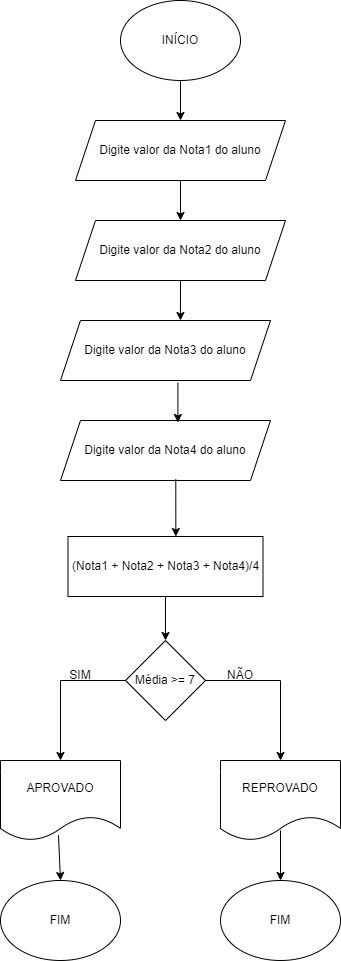 INÍCIO
Digite valor da Nota1 do aluno
Digite valor da Nota2 do aluno
Digite valor da Nota3 do aluno
Digite valor da Nota4 do aluno
(Nota1 + Nota2 + Nota3 + Nota4)/4
SIM
Média >= 7
NÃO
APROVADO
REPROVADO
FIM
FIM